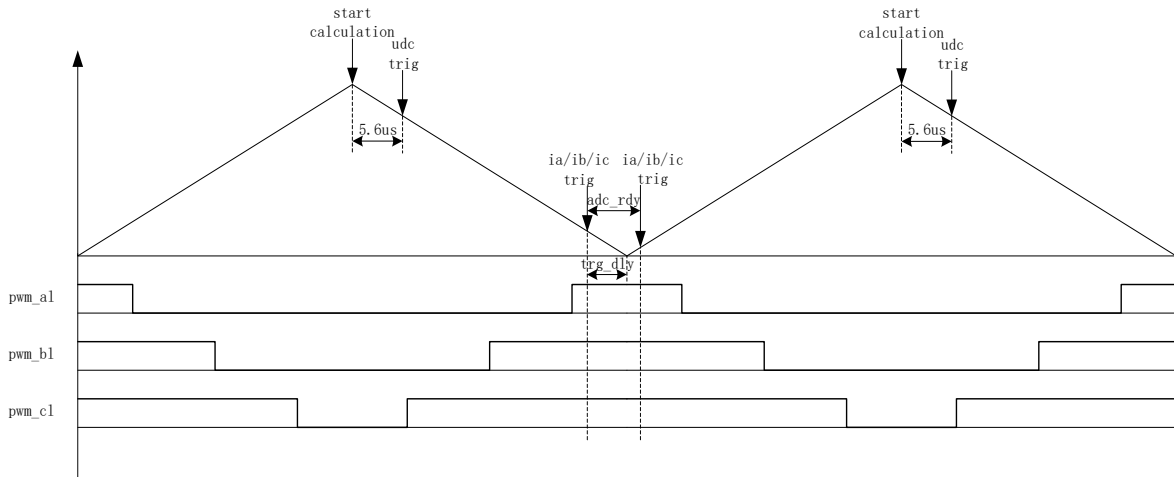 start
calculation
udc
trig
5.6us
ia/ib/ic
trig
ia/ib/ic
trig
adc_rdy
trg_dly
start
calculation
udc
trig
5.6us
pwm_al
pwm_bl
pwm_cl